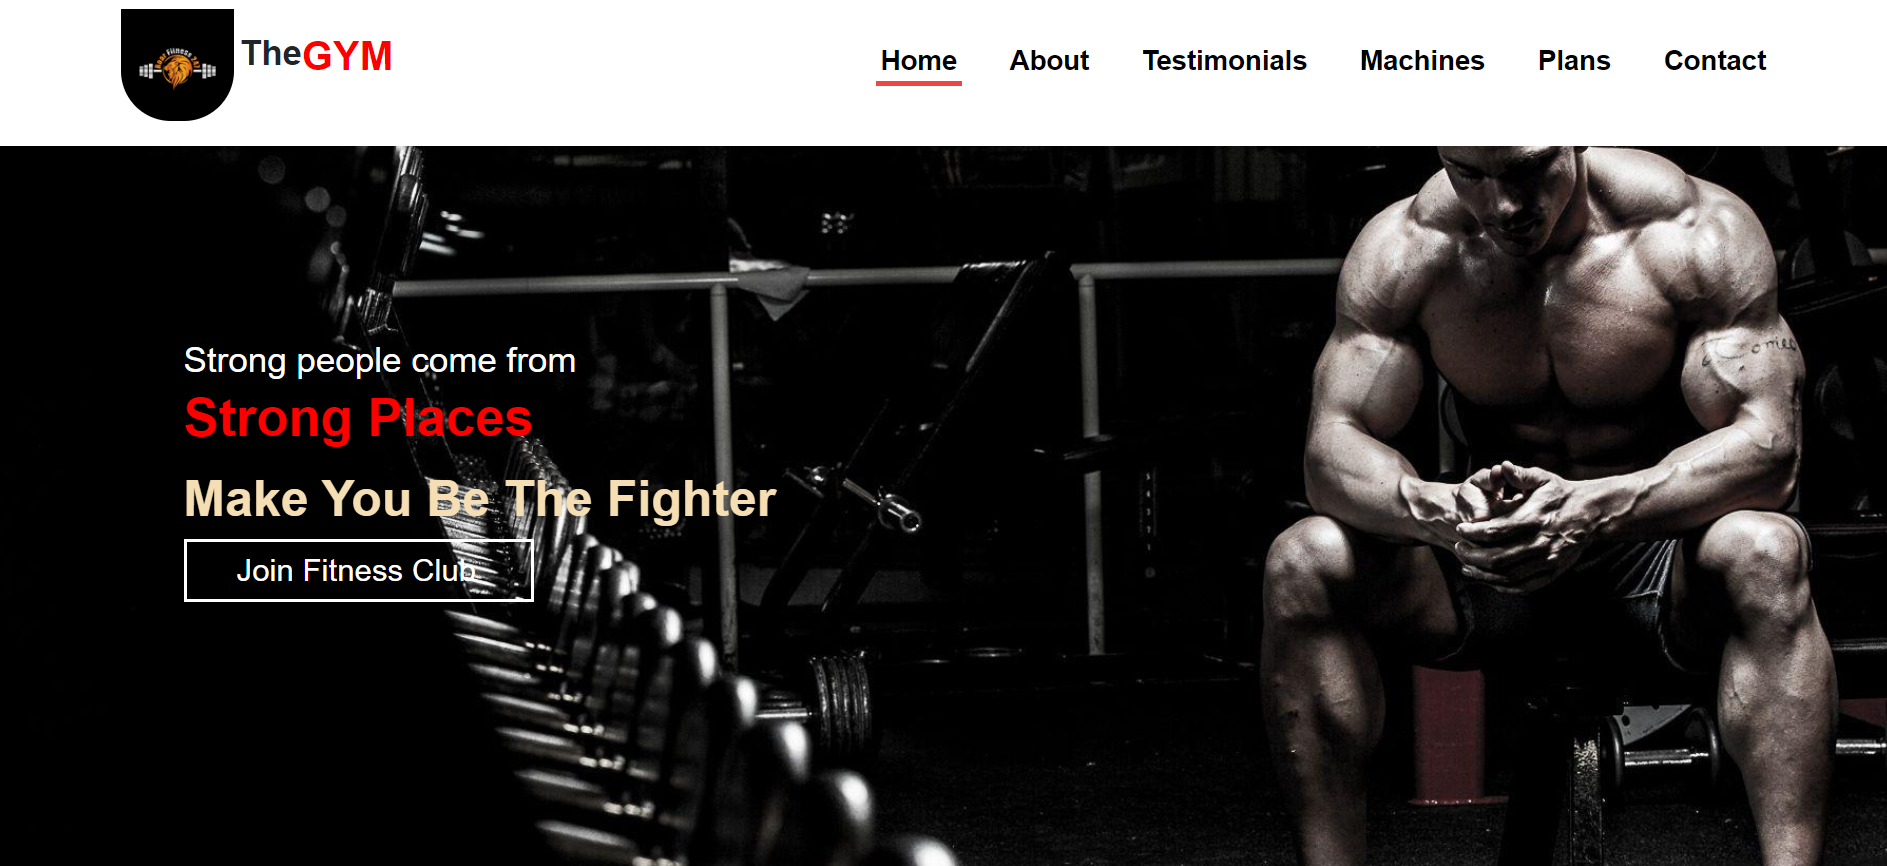 TheGYM
Home About Testimonials Machines Plans Contact
Strong people come from
Strong Places
Make You Be The Fighter
Join Fitness Club